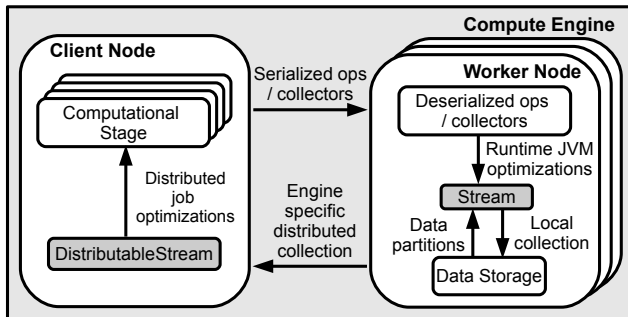 Compute Engine
Client Node
Computational
Stage
Distributed
job
optimizations
DistributableStream
Serialized ops
/ collectors
Engine
specific
distributed
collection
Worker Node
Deserialized ops
/ collectors
Runtime JVM
optimizations
Stream
Data
partitions
Local
collection
Data Storage